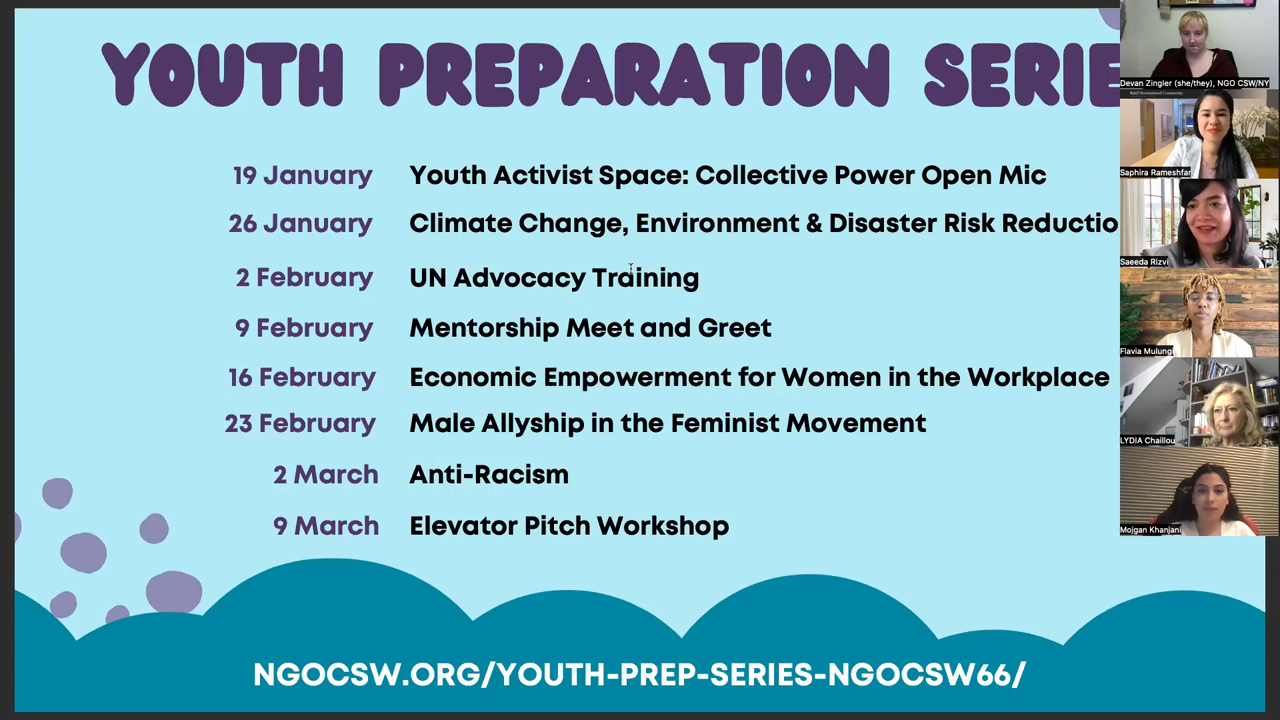 YOUTH PREPARATION SERIE
19 January Youth Activist Space: Collective Power Open Mic
26 January Climate Change, Environment & Disaster Risk Reductio
2 February UN Advocacy Training
9 February Mentorship Meet and Greet
16 February Economic Empowerment for Women in the Workplace
23 February Male Allyship in the Feminist Movement
2 March Anti-Racism
9 March Elevator Pitch Workshop
NGOCSW.ORG/YOUTH-PREP-SERIES-NGOCSW66/
Devan Zingler (she/they), NGO CSW/NY
Saphira Rameshfar
Saeeda Rizvi
Flavia Mulungi
LYDIA Chaillou
Mojgan Khanjani